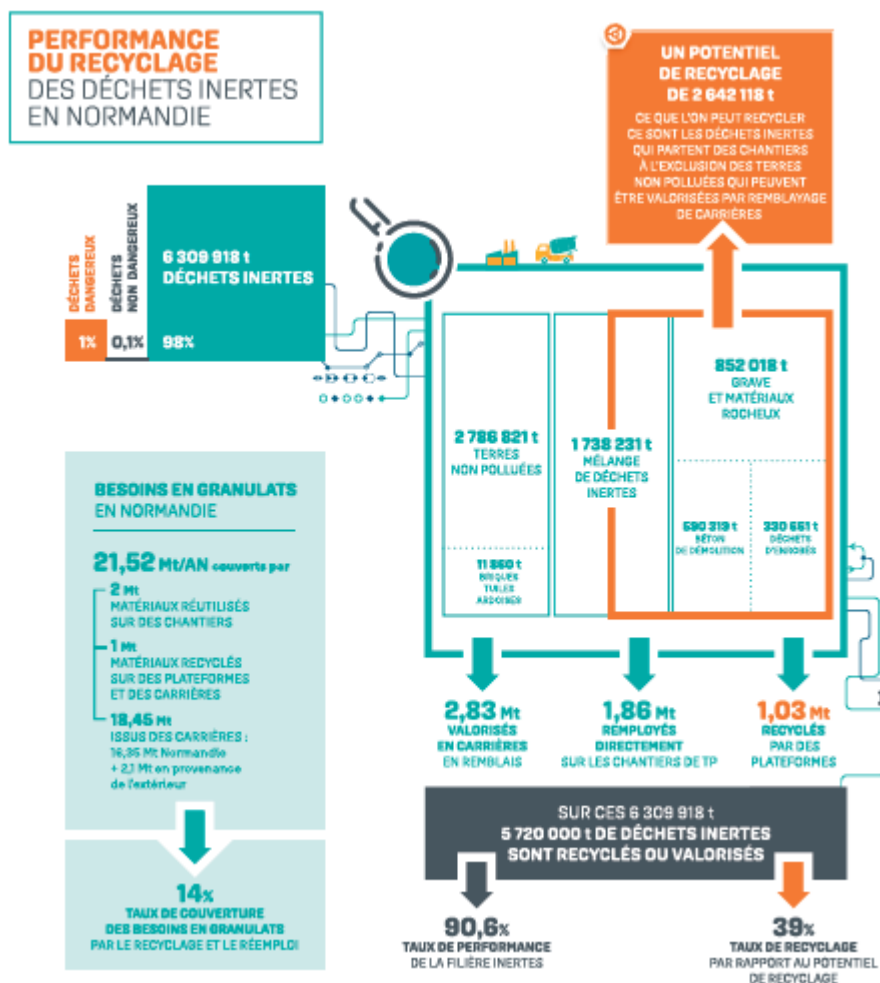 PERFORMANCE
DU RECYCLAGE
DES DÉCHETS INERTES
EN NORMANDIE
UN POTENTIEL
DE RECYCLAGE
DE 2 642 118 t
CE QUE L'ON PEUT RECYCLER
CE SONT LES DÉCHETS INERTES
QUI PARTENT DES CHANTIERS
À L'EXCLUSION DES TERRES
NON POLLUÉES QUI PEUVENT
ÊTRE VALORISÉES PAR REMBLAYAGE
DE CARRIÈRES
DÉCHETS
DANGEREUX
1%
DÉCHETS
NON DANGEREUX
0,1%
6 309 918 t
DÉCHETS INERTES
98%
2 786 821 t
TERRES
NON POLLUÉES
11 860 t
BRIQUES
TUILES
ARDOISES
1 738 231 t
MÉLANGE
DE DÉCHETS
INERTES
852 018 t
GRAVE
ET MATÉRIAUX
ROCHEUX
590 319 t
BÉTON
DE DÉMOLITION
330 651 t
DÉCHETS
D'ENROBÉS
BESOINS EN GRANULATS
EN NORMANDIE
21,52 Mt/AN couverts par
2 Mt
MATÉRIAUX RÉUTILISÉS
SUR DES CHANTIERS
1 Mt
MATÉRIAUX RECYCLÉS
SUR DES PLATEFORMES
ET DES CARRIÈRES
18,45 Mt
ISSUS DES CARRIÈRES :
16,35 Mt Normandie
+ 2,1 Mt en provenance
de l'extérieur
14%
TAUX DE COUVERTURE
DES BESOINS EN GRANULATS
PAR LE RECYCLAGE ET LE RÉEMPLOI
2,83 Mt
VALORISÉS
EN CARRIÈRES
EN REMBLAIS
1,86 Mt
REMPLOYÉS
DIRECTEMENT
SUR LES CHANTIERS DE TP
1,03 Mt
RECYCLÉS
PAR DES
PLATEFORMES
SUR CES 6 309 918 t
5 720 000 t DE DÉCHETS INERTES
SONT RECYCLÉS OU VALORISÉS
90,6%
TAUX DE PERFORMANCE
DE LA FILIÈRE INERTES
39%
TAUX DE RECYCLAGE
PAR RAPPORT AU POTENTIEL
DE RECYCLAGE